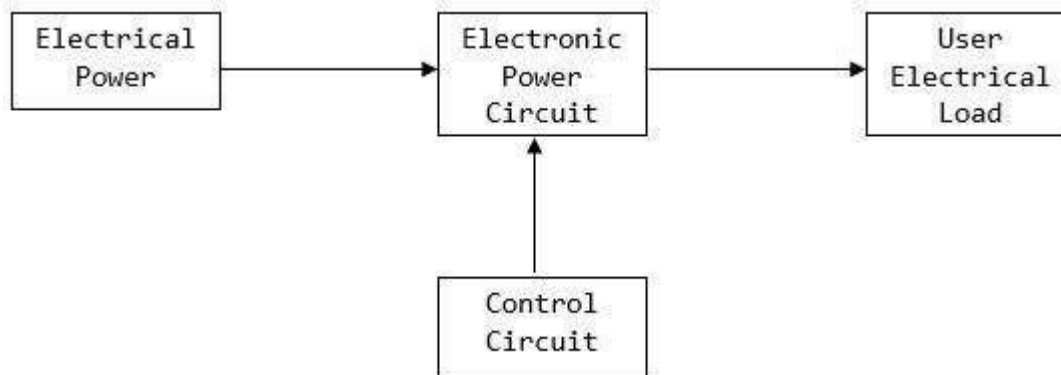 Electrical
Power
Electronic
Power
Circuit
User
Electrical
Load
Control
Circuit